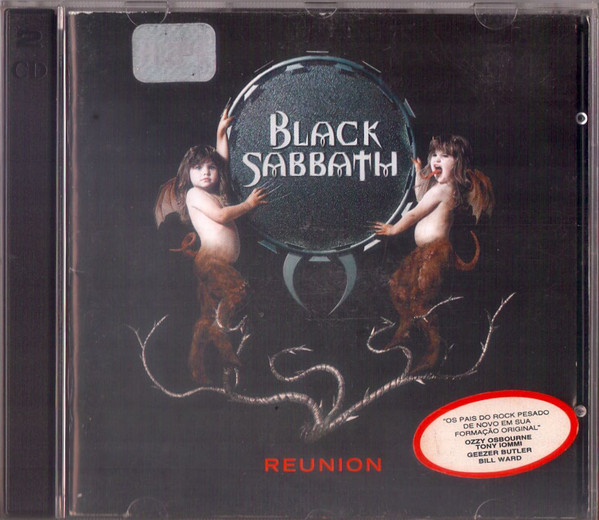 2
CD
BLACK
SABBATH
REUNION
"OS PAIS DO ROCK PESADO
DE NOVO EM SUA
FORMAÇÃO ORIGINAL"
OZZY OSBOURNE
TONY IOMMI
GEEZER BUTLER
BILL WARD